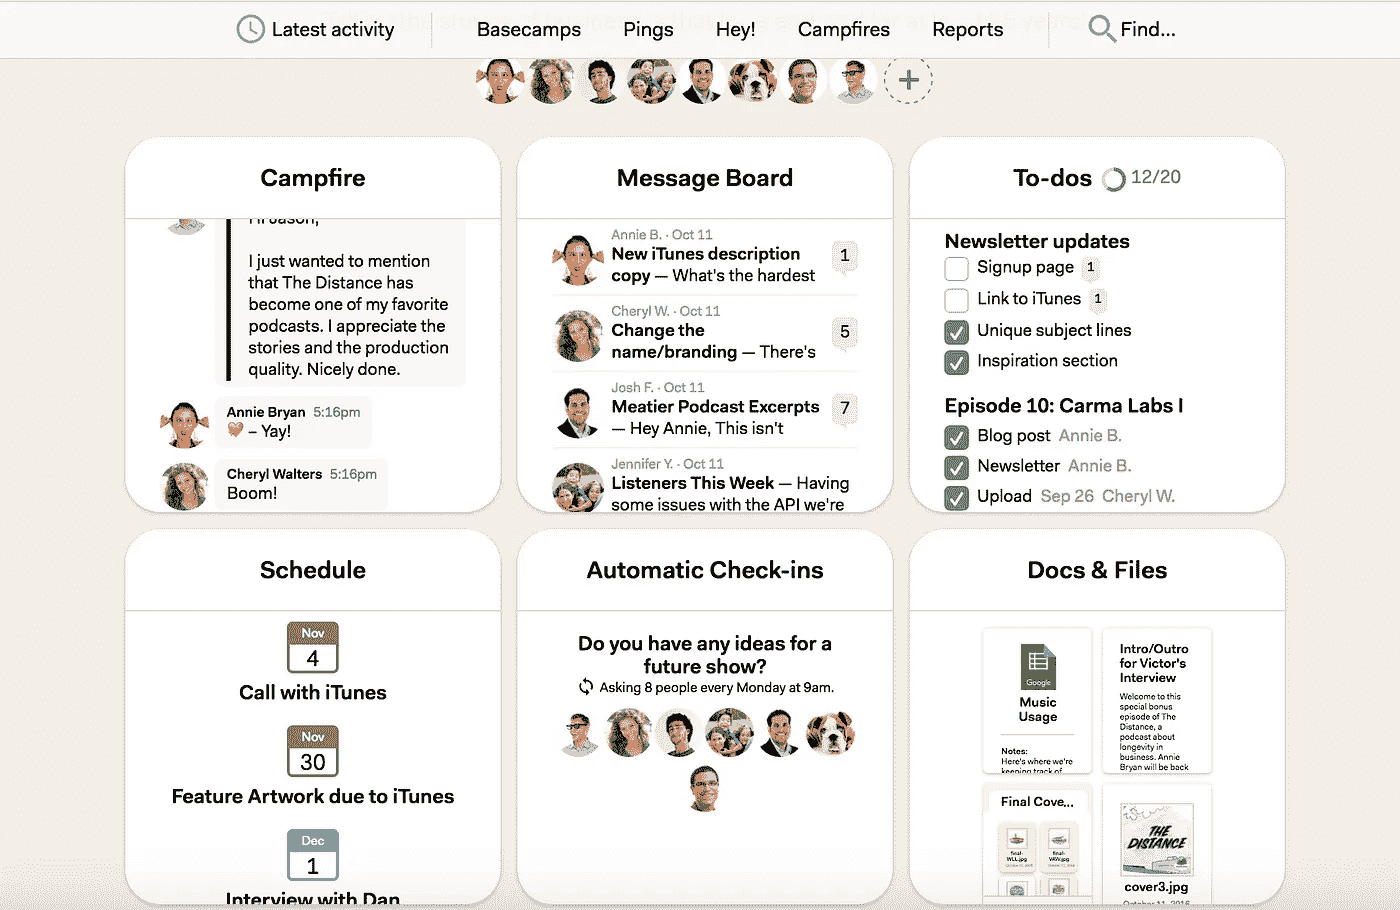 Latest activity
Basecamps
Pings
Hey!
Campfires
Reports
Find...
Campfire
Hi Jason,
I just wanted to mention
that The Distance has
become one of my favorite
podcasts. I appreciate the
stories and the production
quality. Nicely done.
Annie Bryan 5:16pm
– Yay!
Cheryl Walters 5:16pm
Boom!
Message Board
Annie B. · Oct 11
New iTunes description
copy — What's the hardest
1
Cheryl W. · Oct 11
Change the
name/branding — There's
5
Josh F. · Oct 11
Meatier Podcast Excerpts
— Hey Annie, This isn't
7
Jennifer Y. · Oct 11
Listeners This Week — Having
some issues with the API we're
To-dos 12/20
Newsletter updates
Signup page 1
Link to iTunes 1
Unique subject lines
Inspiration section
Episode 10: Carma Labs I
Blog post Annie B.
Newsletter Annie B.
Upload Sep 26 Cheryl W.
Schedule
Nov
4
Call with iTunes
Nov
30
Feature Artwork due to iTunes
Dec
1
Interview with Dan
Automatic Check-ins
Do you have any ideas for a
future show?
Asking 8 people every Monday at 9am.
Docs & Files
Google
Music
Usage
Notes:
Here's where we're
keeping track of
Intro/Outro
for Victor's
Interview
Welcome to this
special bonus
episode of The
Distance, a
podcast about
longevity in
business. Annie
Bryan will be back
Final Cove...
final-
WLL.jpg
final-
VAW.jpg
THE
DISTANCE
cover3.jpg
October 11, 2016